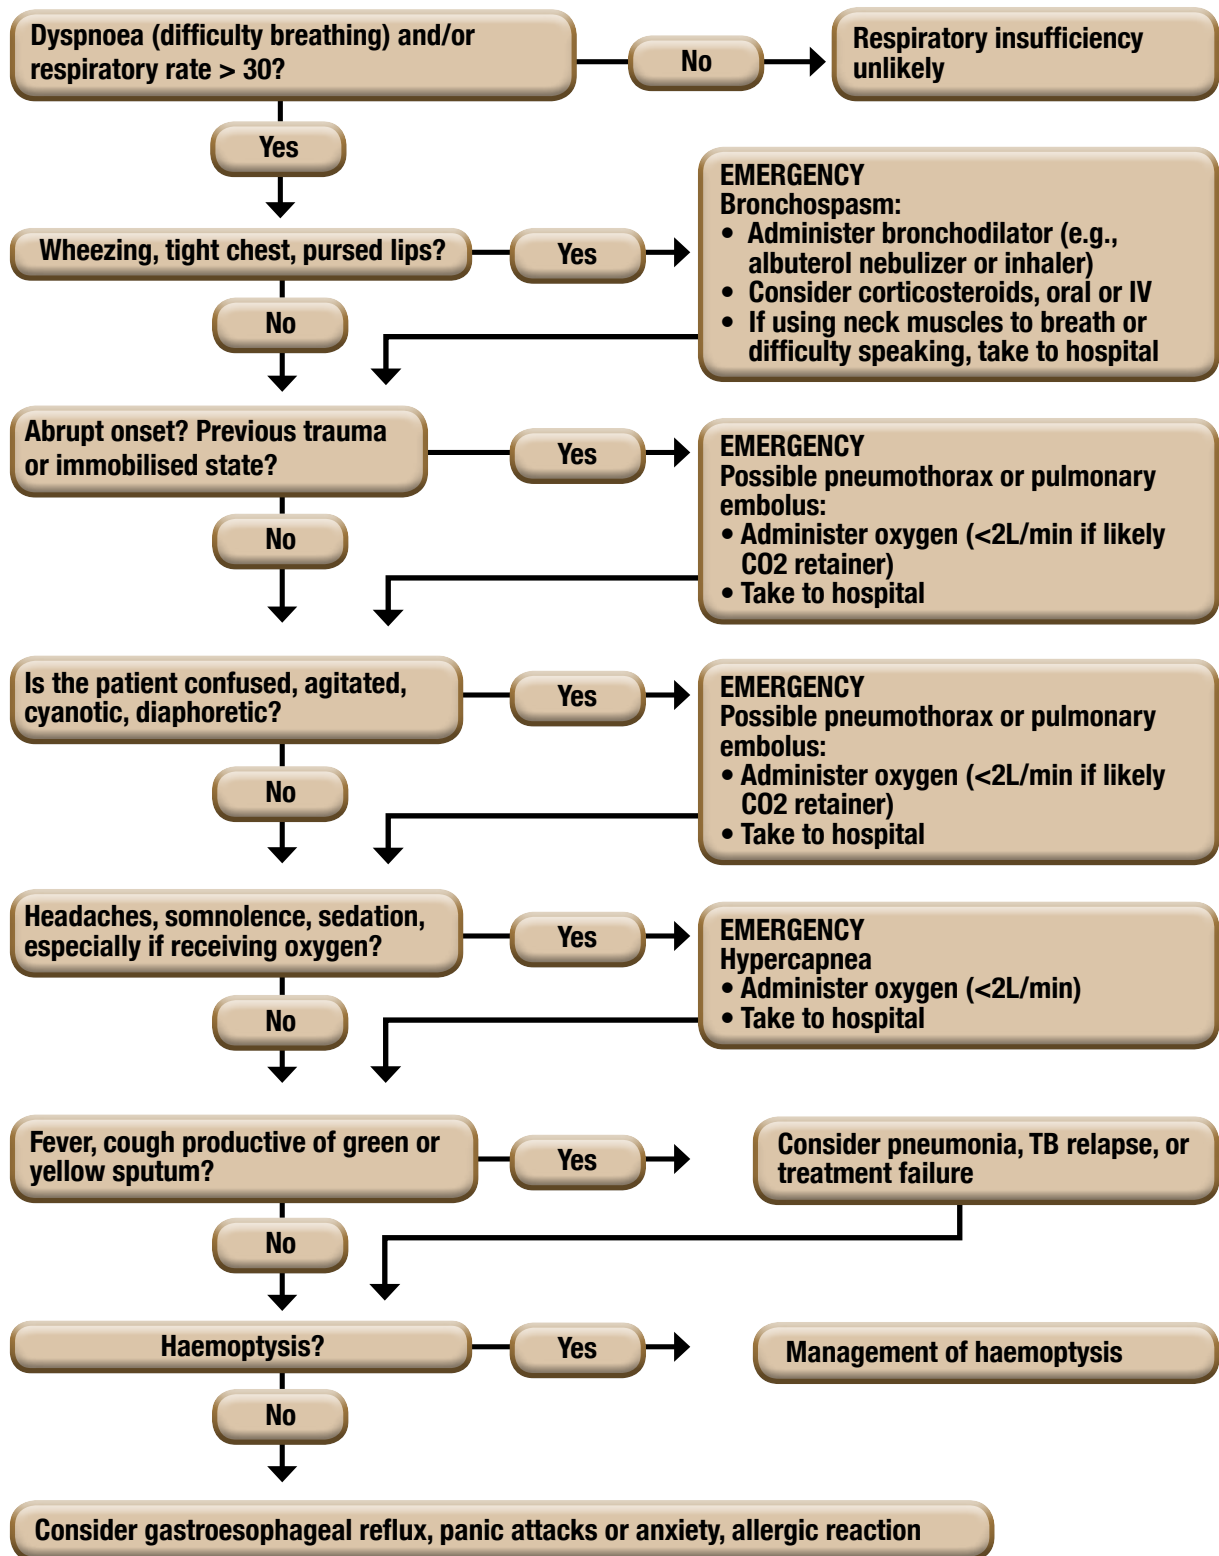 Dyspnoea (difficulty breathing) and/or
respiratory rate > 30?
No
Respiratory insufficiency
unlikely
Yes
Wheezing, tight chest, pursed lips?
Yes
EMERGENCY
Bronchospasm:
• Administer bronchodilator (e.g.,
albuterol nebulizer or inhaler)
• Consider corticosteroids, oral or IV
• If using neck muscles to breath or
difficulty speaking, take to hospital
No
Abrupt onset? Previous trauma
or immobilised state?
Yes
EMERGENCY
Possible pneumothorax or pulmonary
embolus:
• Administer oxygen (<2L/min if likely
CO2 retainer)
• Take to hospital
No
Is the patient confused, agitated,
cyanotic, diaphoretic?
Yes
EMERGENCY
Possible pneumothorax or pulmonary
embolus:
• Administer oxygen (<2L/min if likely
CO2 retainer)
• Take to hospital
No
Headaches, somnolence, sedation,
especially if receiving oxygen?
Yes
EMERGENCY
Hypercapnea
• Administer oxygen (<2L/min)
• Take to hospital
No
Fever, cough productive of green or
yellow sputum?
Yes
Consider pneumonia, TB relapse, or
treatment failure
No
Haemoptysis?
Yes
Management of haemoptysis
No
Consider gastroesophageal reflux, panic attacks or anxiety, allergic reaction